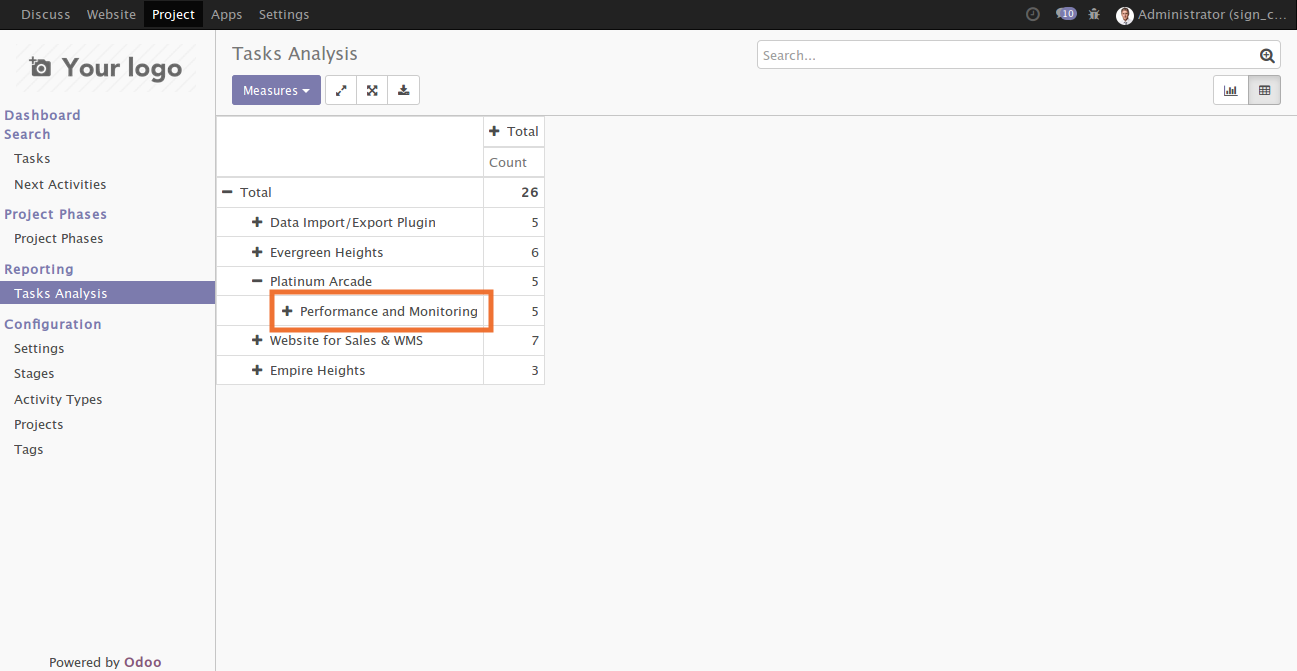 Discuss Website Project Apps Settings 10 Administrator (sign_c...
Your logo
Dashboard
Search
Tasks
Next Activities
Project Phases
Project Phases
Reporting
Tasks Analysis
Configuration
Settings
Stages
Activity Types
Projects
Tags
Powered by Odoo
Tasks Analysis
Search...
Measures
Total
Count
Total 26
Data Import/Export Plugin 5
Evergreen Heights 6
Platinum Arcade 5
Performance and Monitoring 5
Website for Sales & WMS 7
Empire Heights 3